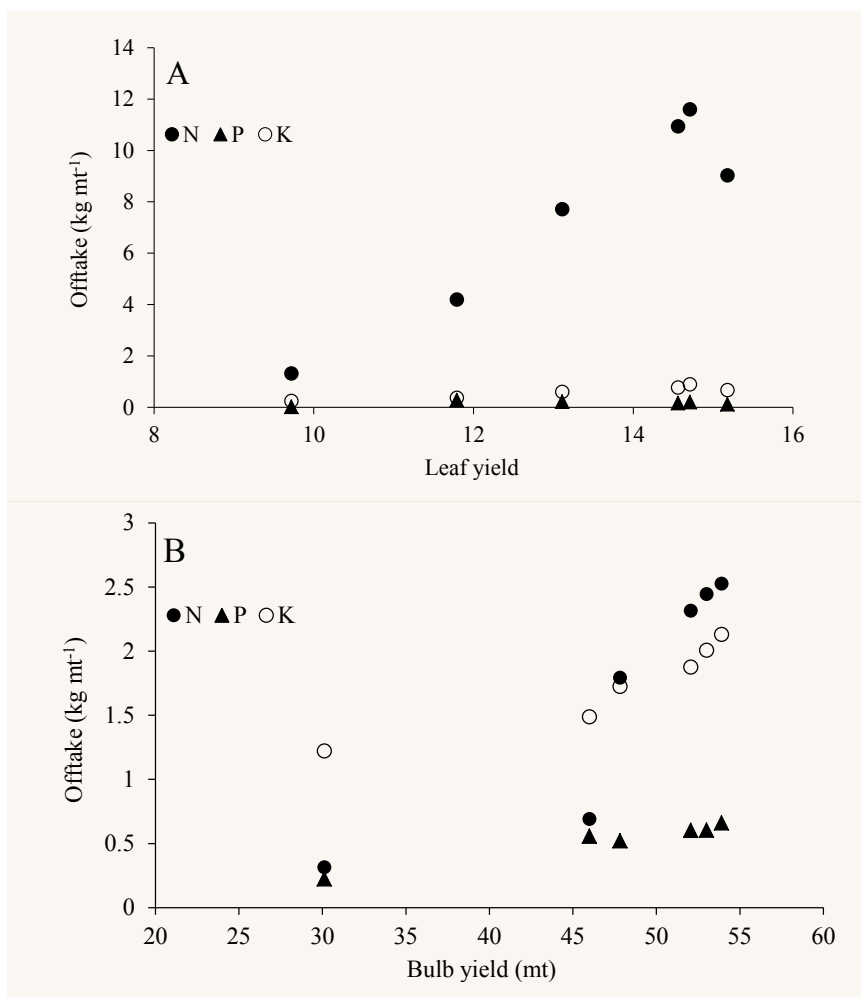 14
A
12
● N ▲ P ○ K
10
8
6
4
2
0
Offtake (kg mt⁻¹)
8 10 12 14 16
Leaf yield
3
B
2.5
● N ▲ P ○ K
2
1.5
1
0.5
0
Offtake (kg mt⁻¹)
20 25 30 35 40 45 50 55 60
Bulb yield (mt)